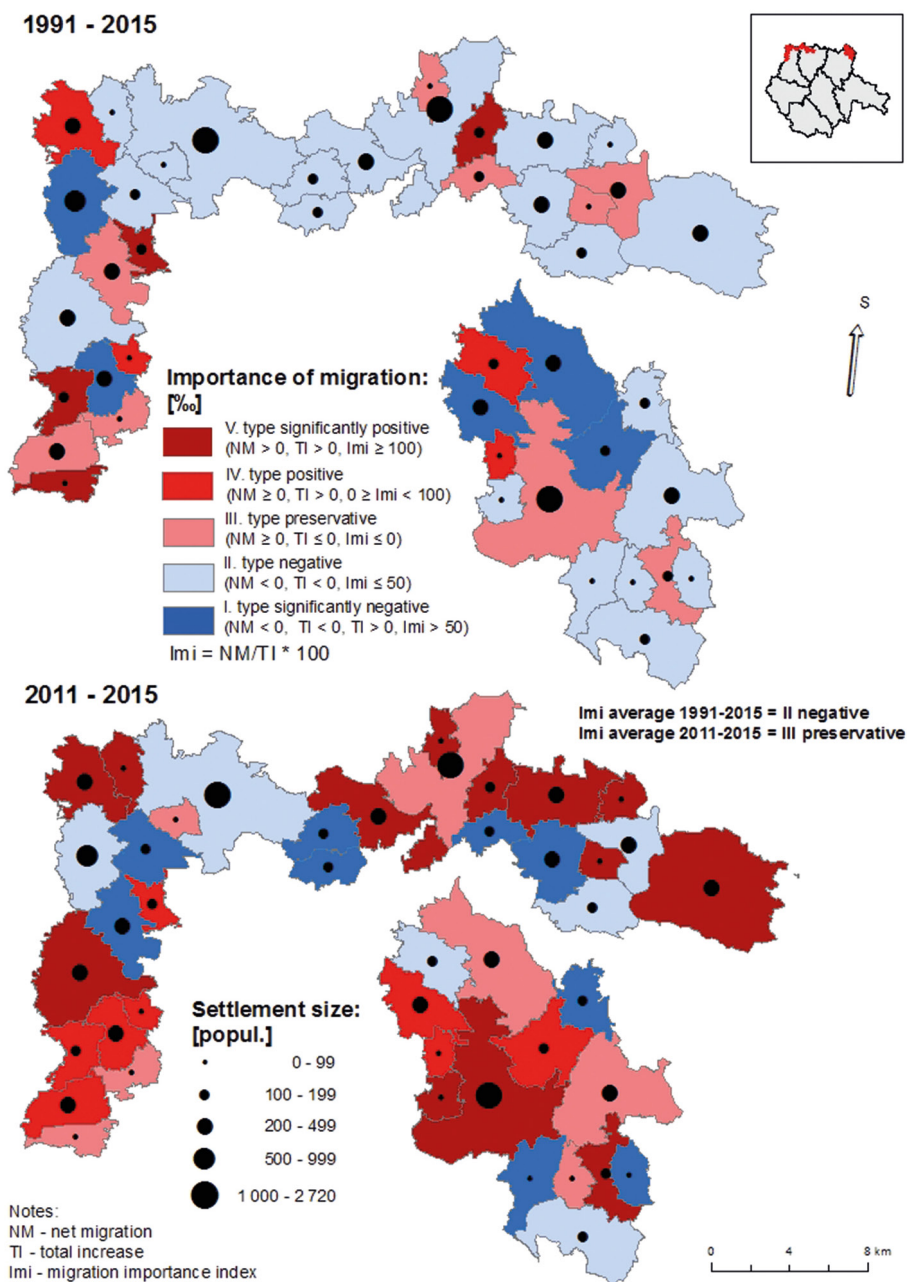 1991 - 2015
S
Importance of migration:
[‰]
V. type significantly positive
(NM > 0, TI > 0, Imi ≥ 100)
IV. type positive
(NM ≥ 0, TI > 0, 0 ≥ Imi < 100)
III. type preservative
(NM ≥ 0, TI ≤ 0, Imi ≤ 0)
II. type negative
(NM < 0, TI < 0, Imi ≤ 50)
I. type significantly negative
(NM < 0, TI < 0, TI > 0, Imi > 50)
Imi = NM/TI * 100
2011 - 2015
Imi average 1991-2015 = II negative
Imi average 2011-2015 = III preservative
Settlement size:
[popul.]
0 - 99
100 - 199
200 - 499
500 - 999
1 000 - 2 720
Notes:
NM - net migration
TI - total increase
Imi - migration importance index
0 4 8 km